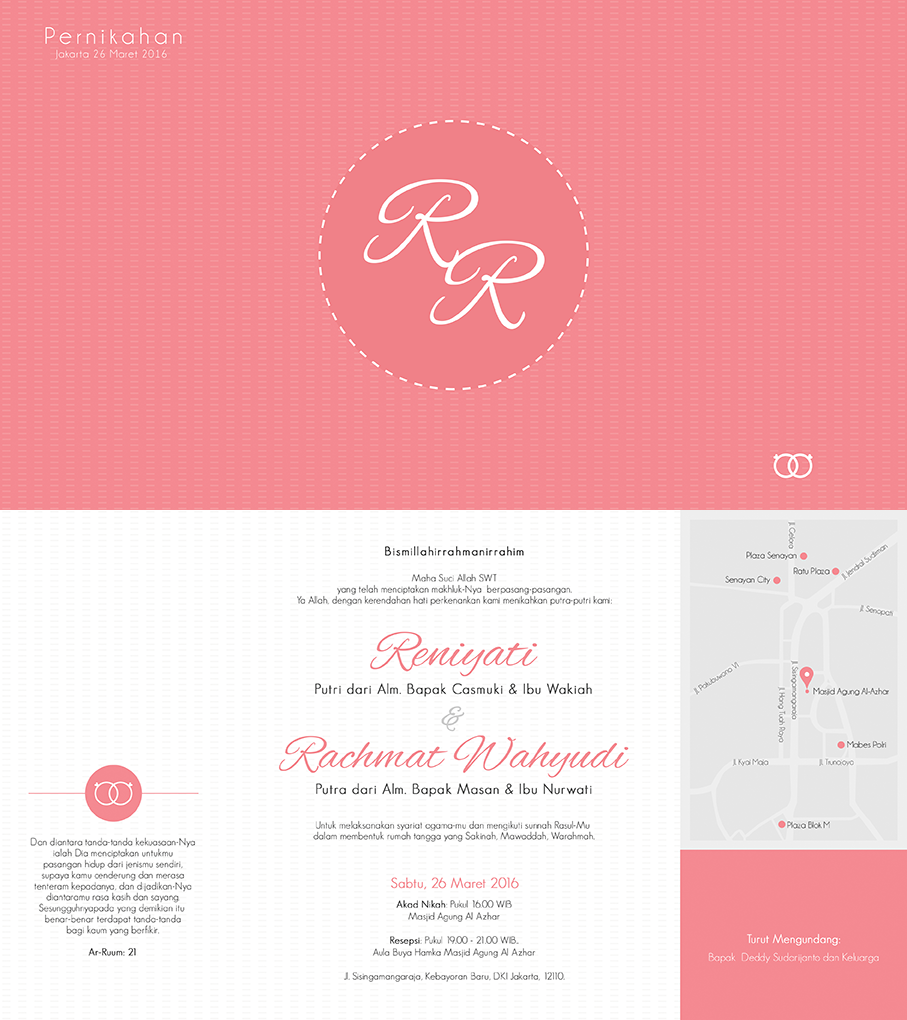 Pernikahan
Jakarta 26 Maret 2016
R
R
Bismillahirrahmanirrahim
Maha Suci Allah SWT
yang telah menciptakan makhluk-Nya berpasang-pasangan.
Ya Allah, dengan kerendahan hati perkenankan kami menikahkan putra-putri kami:
Reniyati
Putri dari Alm. Bapak Casmuki & Ibu Wakiah
&
Rachmat Wahyudi
Putra dari Alm. Bapak Masan & Ibu Nurwati
Untuk melaksanakan syariat agama-mu dan mengikuti sunnah Rasul-Mu
dalam membentuk rumah tangga yang Sakinah, Mawaddah, Warahmah.
Sabtu, 26 Maret 2016
Akad Nikah: Pukul 16.00 WIB
Masjid Agung Al Azhar
Resepsi: Pukul 19.00 - 21.00 WIB.
Aula Buya Hamka Masjid Agung Al Azhar
Jl. Sisingamangaraja, Kebayoran Baru, DKI Jakarta, 12110.
Dan diantara tanda-tanda kekuasaan-Nya
ialah Dia menciptakan untukmu
pasangan hidup dari jenismu sendiri,
supaya kamu cenderung dan merasa
tenteram kepadanya, dan dijadikan-Nya
diantaramu rasa kasih dan sayang.
Sesungguhnyapada yang demikian itu
benar-benar terdapat tanda-tanda
bagi kaum yang berfikir.
Ar-Ruum: 21
Jl. Gelora
Plaza Senayan
Ratu Plaza
Jl. Jendral Sudirman
Senayan City
Jl. Senopati
Jl. Pakubuwono VI
Jl. Sisingamangaraja
Masjid Agung Al-Azhar
Jl. Hang Tuah Raya
Mabes Polri
Jl. Kyai Maja
Jl. Trunojoyo
Plaza Blok M
Turut Mengundang:
Bapak Deddy Sudarijanto dan Keluarga